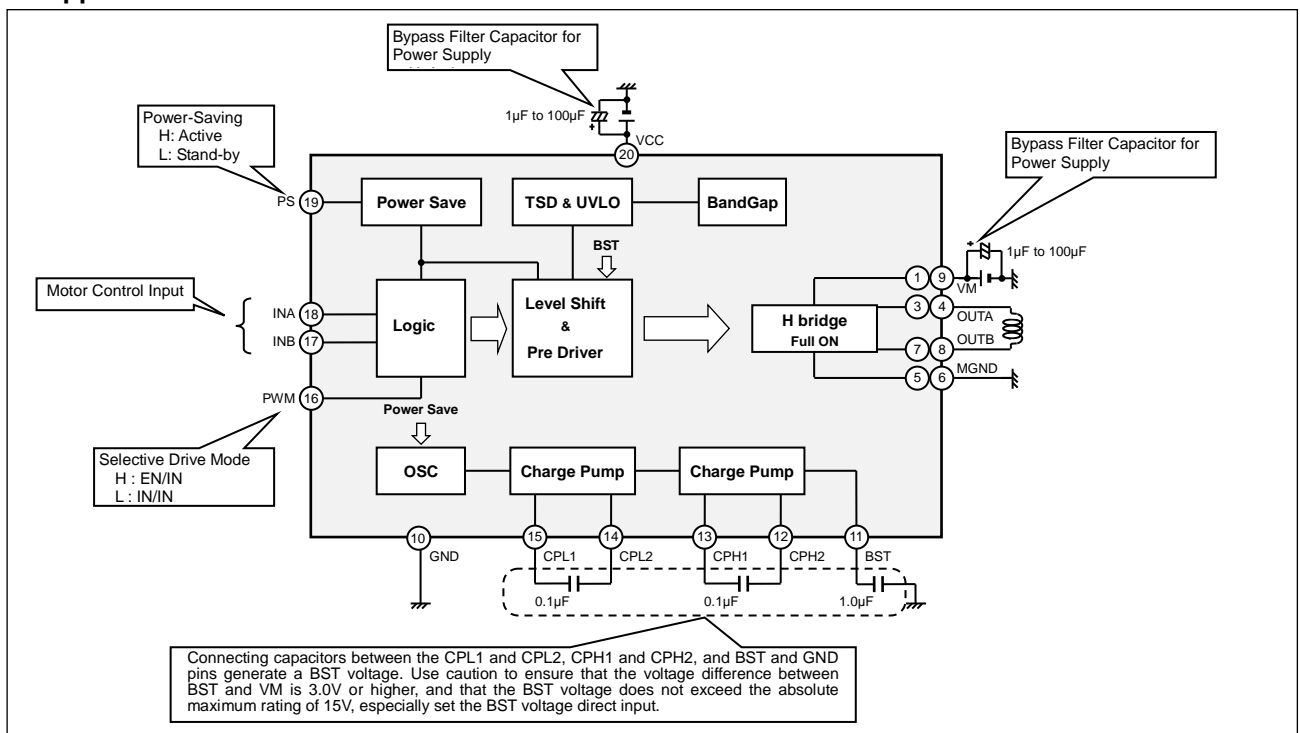 Bypass Filter Capacitor for
Power Supply
1µF to 100µF
+
VCC
20
Power-Saving
H: Active
L: Stand-by
Bypass Filter Capacitor for
Power Supply
PS 19
Power Save
TSD & UVLO
BandGap
BST
+
1µF to 100µF
1 9
VM
Motor Control Input
INA 18
INB 17
Logic
Level Shift
&
Pre Driver
H bridge
Full ON
3 4
OUTA
OUTB
7 8
5 6
MGND
PWM 16
Power Save
Selective Drive Mode
H : EN/IN
L : IN/IN
OSC
Charge Pump
Charge Pump
10
GND
15
CPL1
14
CPL2
13
CPH1
12
CPH2
11
BST
0.1µF
0.1µF
1.0µF
Connecting capacitors between the CPL1 and CPL2, CPH1 and CPH2, and BST and GND
pins generate a BST voltage. Use caution to ensure that the voltage difference between
BST and VM is 3.0V or higher, and that the BST voltage does not exceed the absolute
maximum rating of 15V, especially set the BST voltage direct input.